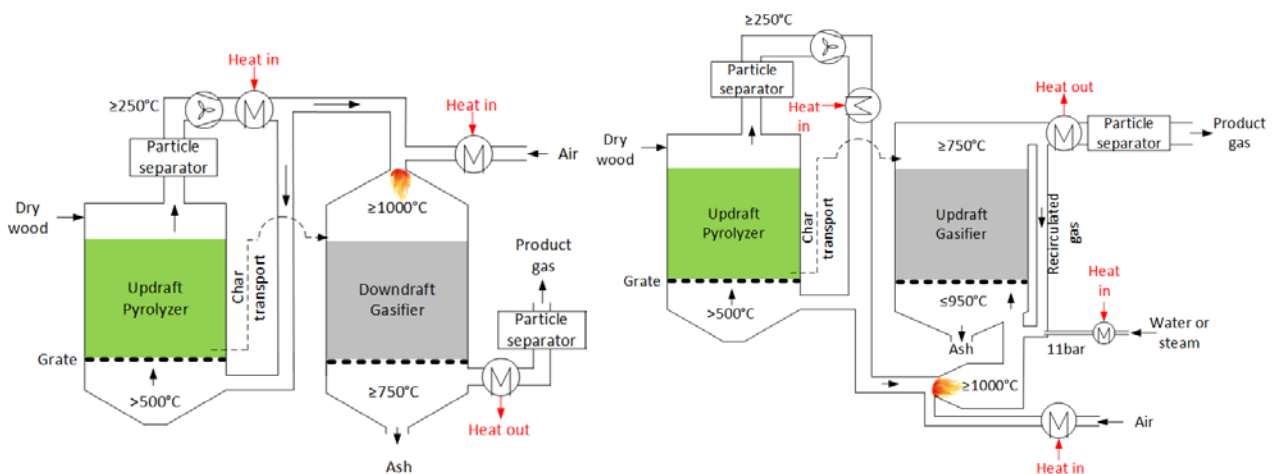 Heat in
≥250°C
Heat in
Particle
separator
Air
Dry
wood
≥1000°C
Updraft
Pyrolyzer
Char
transport
Downdraft
Gasifier
Product
gas
Particle
separator
Grate
>500°C
≥750°C
Heat out
Ash
≥250°C
Particle
separator
Heat
in
Heat out
Product
gas
Particle
separator
Dry
wood
≥750°C
Updraft
Pyrolyzer
Char
transport
Updraft
Gasifier
Recirculated
gas
Grate
>500°C
≤950°C
Heat
in
Water or
steam
11bar
Ash
≥1000°C
Air
Heat in